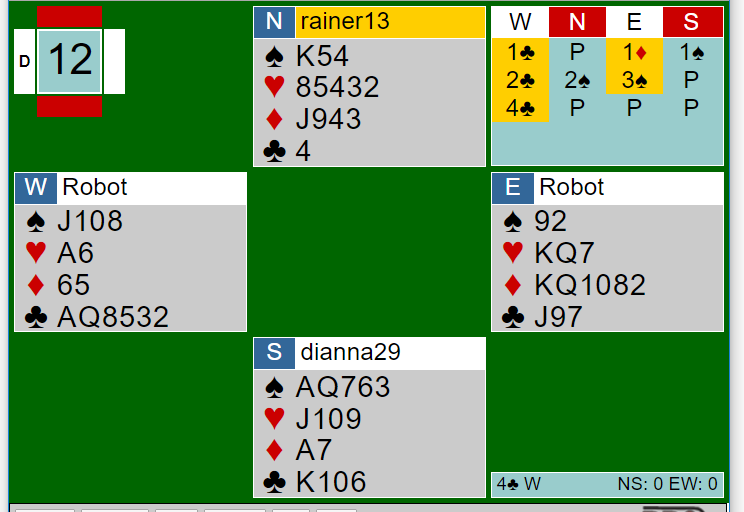 D 12
N rainer13
♠ K54
♥ 85432
♦ J943
♣ 4
W N E S
1♣ P 1♦ 1♠
2♣ 2♠ 3♠ P
4♣ P P P
W Robot
♠ J108
♥ A6
♦ 65
♣ AQ8532
E Robot
♠ 92
♥ KQ7
♦ KQ1082
♣ J97
S dianna29
♠ AQ763
♥ J109
♦ A7
♣ K106
4♣ W NS: 0 EW: 0